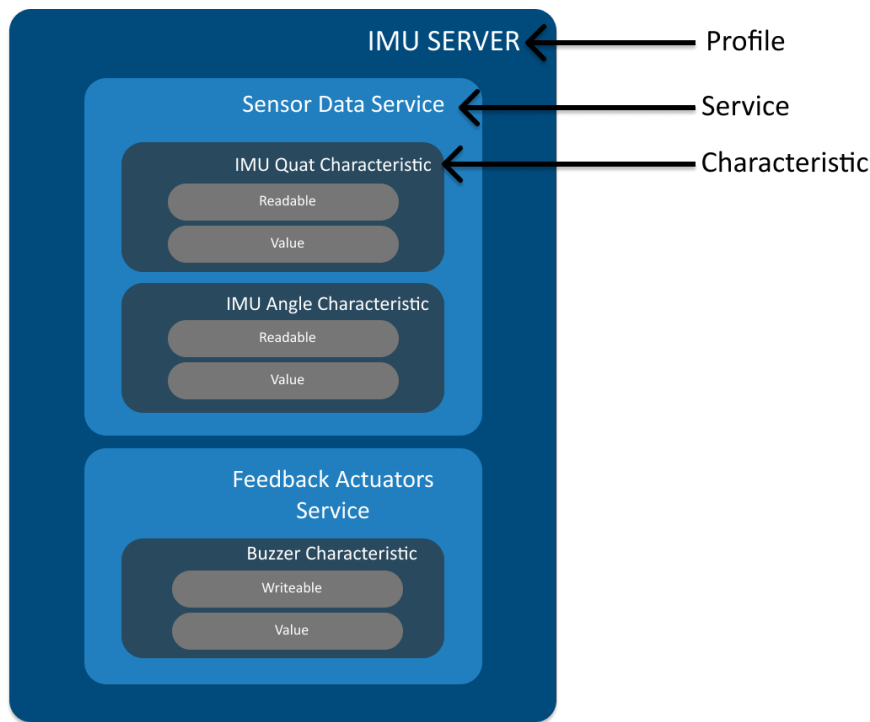 IMU SERVER
Profile
Sensor Data Service
Service
IMU Quat Characteristic
Characteristic
Readable
Value
IMU Angle Characteristic
Readable
Value
Feedback Actuators
Service
Buzzer Characteristic
Writeable
Value